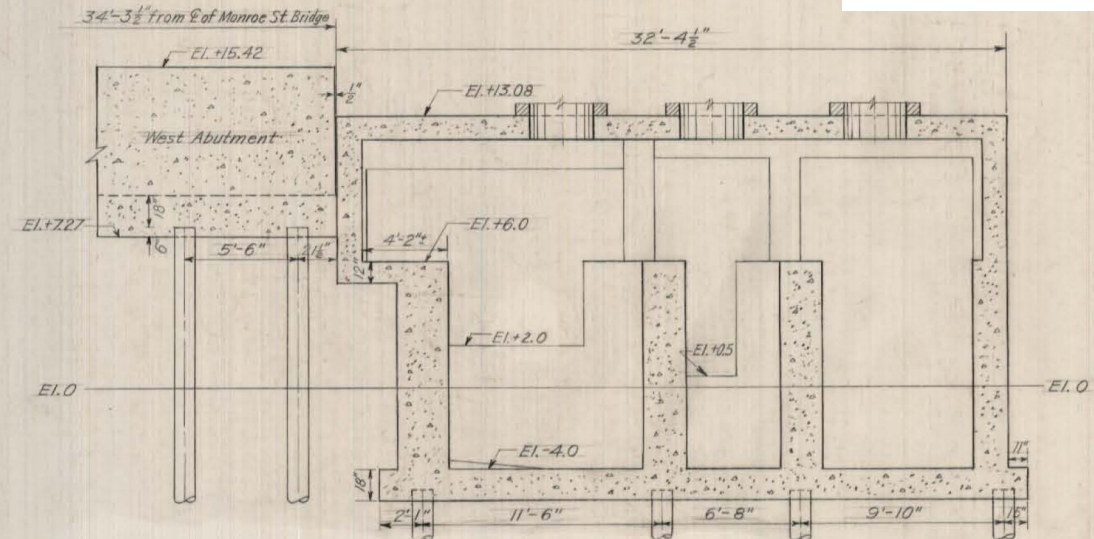 34'-3½" from ℄ of Monroe St. Bridge
32'-4½"
El.+15.42
½"
El.+13.08
West Abutment
18"
El.+7.27
6"
5'-6"
2'-1½"
4'-2"±
El.+6.0
12"
El.+2.0
El.+0.5
El.0
El.0
El.-4.0
11"
18"
2'-1"
11'-6"
6'-8"
9'-10"